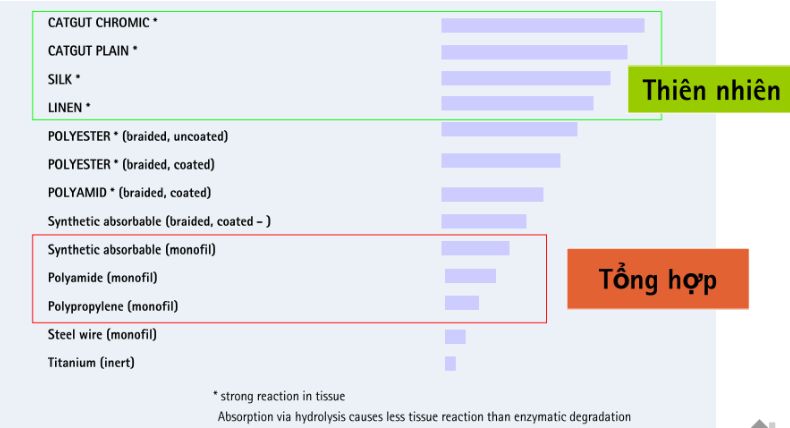 CATGUT CHROMIC *
CATGUT PLAIN *
SILK *
LINEN *
Thiên nhiên
POLYESTER * (braided, uncoated)
POLYESTER * (braided, coated)
POLYAMID * (braided, coated)
Synthetic absorbable (braided, coated – )
Synthetic absorbable (monofil)
Polyamide (monofil)
Polypropylene (monofil)
Tổng hợp
Steel wire (monofil)
Titanium (inert)
* strong reaction in tissue
Absorption via hydrolysis causes less tissue reaction than enzymatic degradation